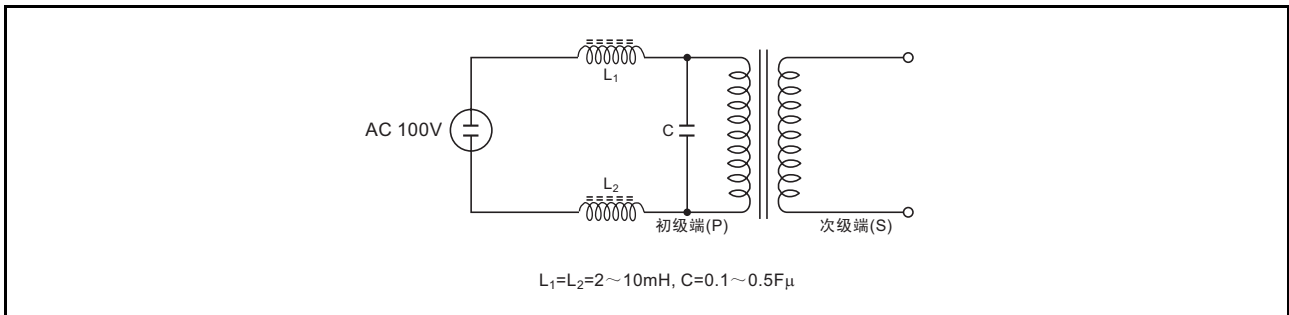 L₁
AC 100V
C
L₂
初级端(P)
次级端(S)
L₁=L₂=2～10mH, C=0.1～0.5Fμ